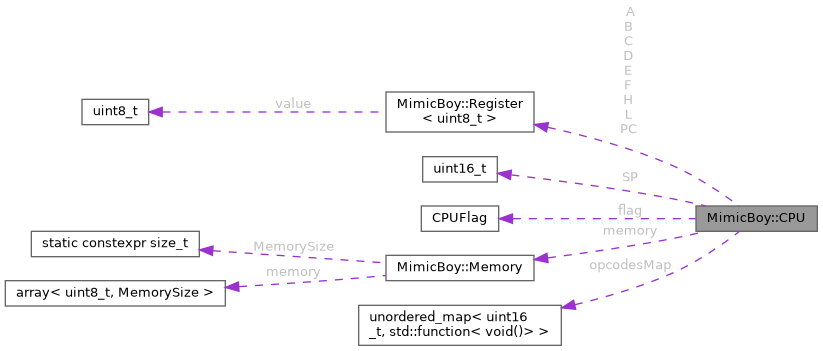 A
B
C
D
E
F
H
L
PC
MimicBoy::Register
< uint8_t >
value
uint8_t
uint16_t
SP
MimicBoy::CPU
CPUFlag
flag
memory
static constexpr size_t
MemorySize
MimicBoy::Memory
memory
opcodesMap
array< uint8_t, MemorySize >
unordered_map< uint16
_t, std::function< void()> >